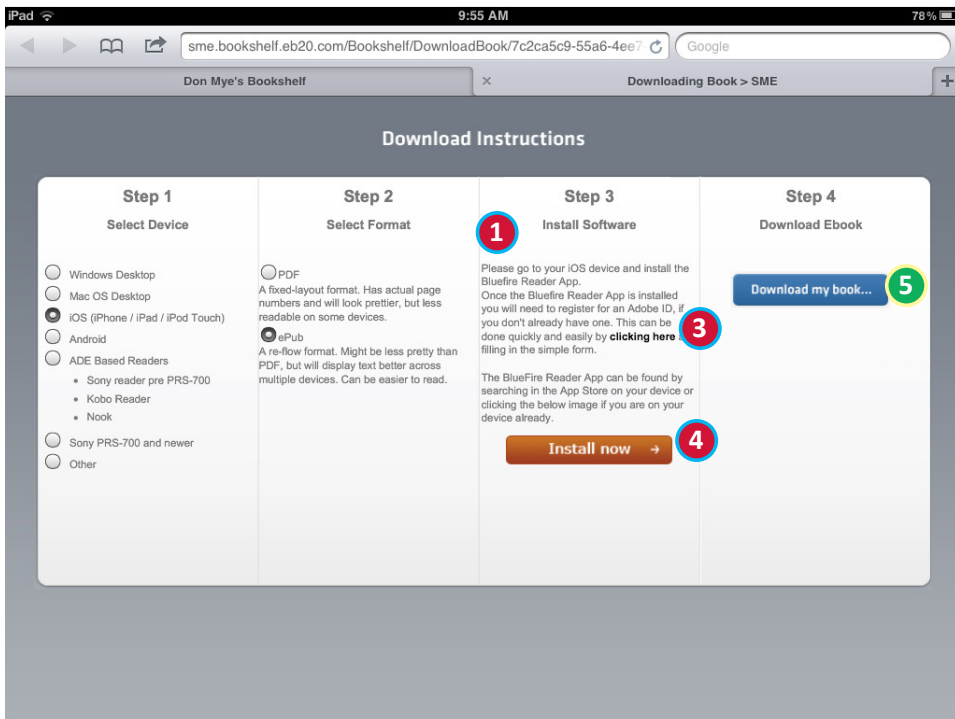 iPad
9:55 AM
78%
sme.bookshelf.eb20.com/Bookshelf/DownloadBook/7c2ca5c9-55a6-4ee7
Google
Don Mye's Bookshelf
Downloading Book > SME
Download Instructions
Step 1
Select Device
Windows Desktop
Mac OS Desktop
iOS (iPhone / iPad / iPod Touch)
Android
ADE Based Readers
• Sony reader pre PRS-700
• Kobo Reader
• Nook
Sony PRS-700 and newer
Other
Step 2
Select Format
PDF
A fixed-layout format. Has actual page
numbers and will look prettier, but less
readable on some devices.
ePub
A re-flow format. Might be less pretty than
PDF, but will display text better across
multiple devices. Can be easier to read.
Step 3
1
Install Software
Please go to your iOS device and install the
Bluefire Reader App.
Once the Bluefire Reader App is installed
you will need to register for an Adobe ID, if
you don't already have one. This can be
done quickly and easily by clicking here
filling in the simple form.
3
The BlueFire Reader App can be found by
searching in the App Store on your device or
clicking the below image if you are on your
device already.
Install now →
4
Step 4
Download Ebook
Download my book...
5